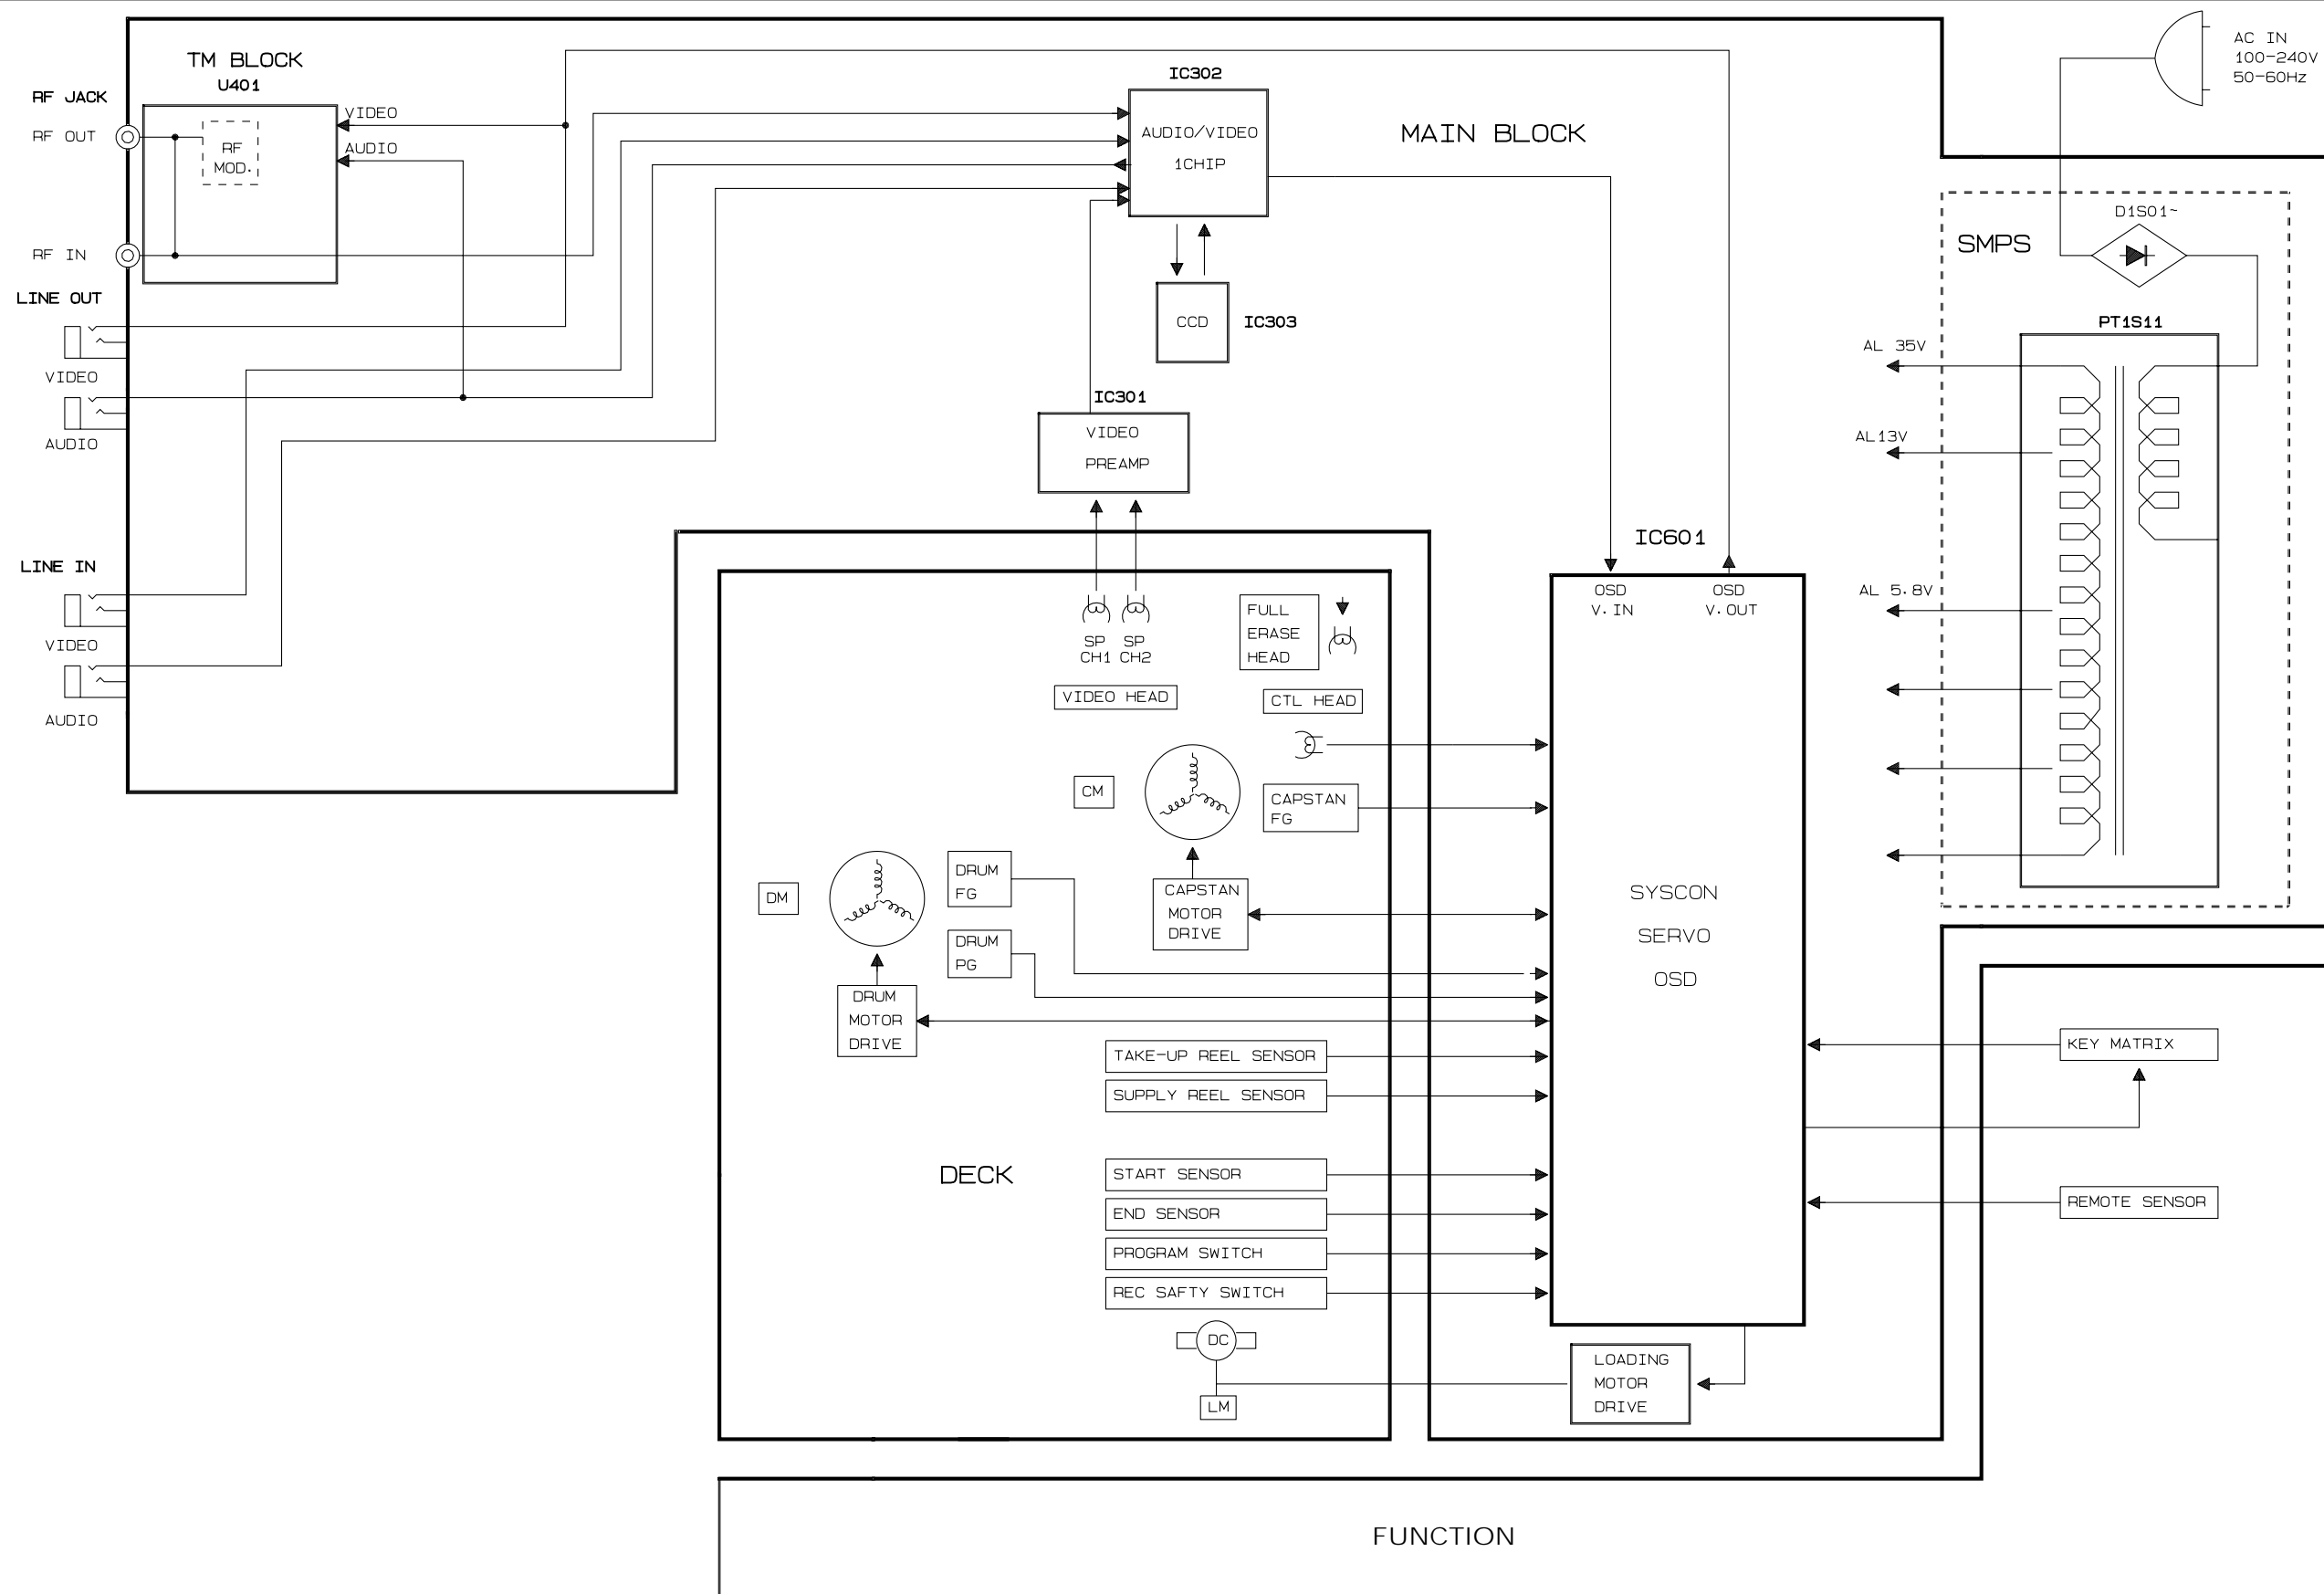 TM BLOCK
U401
RF JACK
RF OUT
RF
MOD.
VIDEO
AUDIO
RF IN
LINE OUT
VIDEO
AUDIO
LINE IN
VIDEO
AUDIO
IC302
AUDIO/VIDEO
1CHIP
MAIN BLOCK
CCD
IC303
IC301
VIDEO
PREAMP
AC IN
100-240V
50-60Hz
SMPS
D1S01~
PT1S11
AL 35V
AL13V
AL 5.8V
IC601
OSD
V.IN
OSD
V.OUT
SYSCON
SERVO
OSD
SP
CH1
SP
CH2
VIDEO HEAD
FULL
ERASE
HEAD
CTL HEAD
CM
CAPSTAN
FG
DM
DRUM
FG
DRUM
PG
CAPSTAN
MOTOR
DRIVE
DRUM
MOTOR
DRIVE
TAKE-UP REEL SENSOR
SUPPLY REEL SENSOR
DECK
START SENSOR
END SENSOR
PROGRAM SWITCH
REC SAFTY SWITCH
DC
LM
LOADING
MOTOR
DRIVE
KEY MATRIX
REMOTE SENSOR
FUNCTION